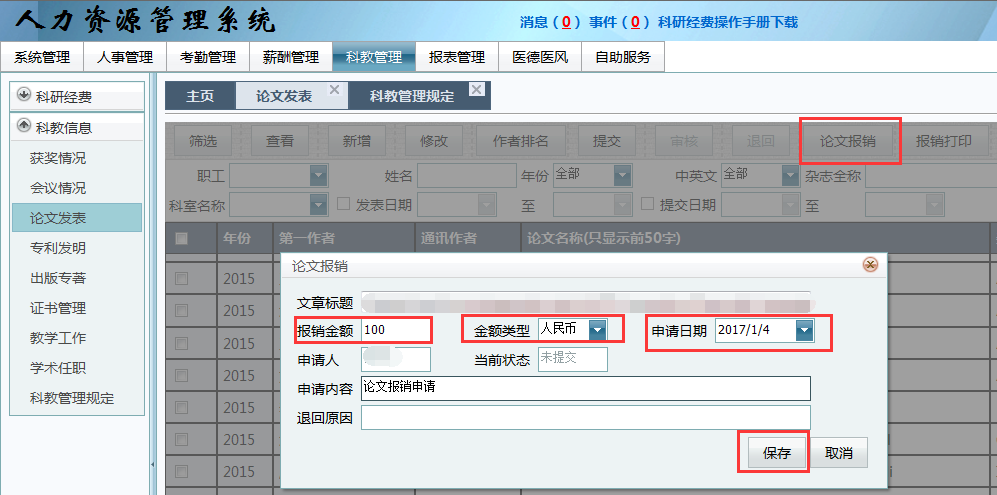 人力资源管理系统
消息（0） 事件（0） 科研经费操作手册下载
系统管理 人事管理 考勤管理 薪酬管理 科教管理 报表管理 医德医风 自助服务
科研经费
科教信息
获奖情况
会议情况
论文发表
专利发明
出版专著
证书管理
教学工作
学术任职
科教管理规定
主页 论文发表 科教管理规定
筛选 查看 新增 修改 作者排名 提交 审核 退回 论文报销 报销打印
职工 姓名 年份 全部 中英文 全部 杂志全称
科室名称 发表日期 至 提交日期 至
年份 第一作者 通讯作者 论文名称(只显示前50字)
2015
2015
2015
2015
2015
2015
2015
论文报销
文章标题
报销金额 100 金额类型 人民币 申请日期 2017/1/4
申请人 当前状态 未提交
申请内容 论文报销申请
退回原因
保存 取消